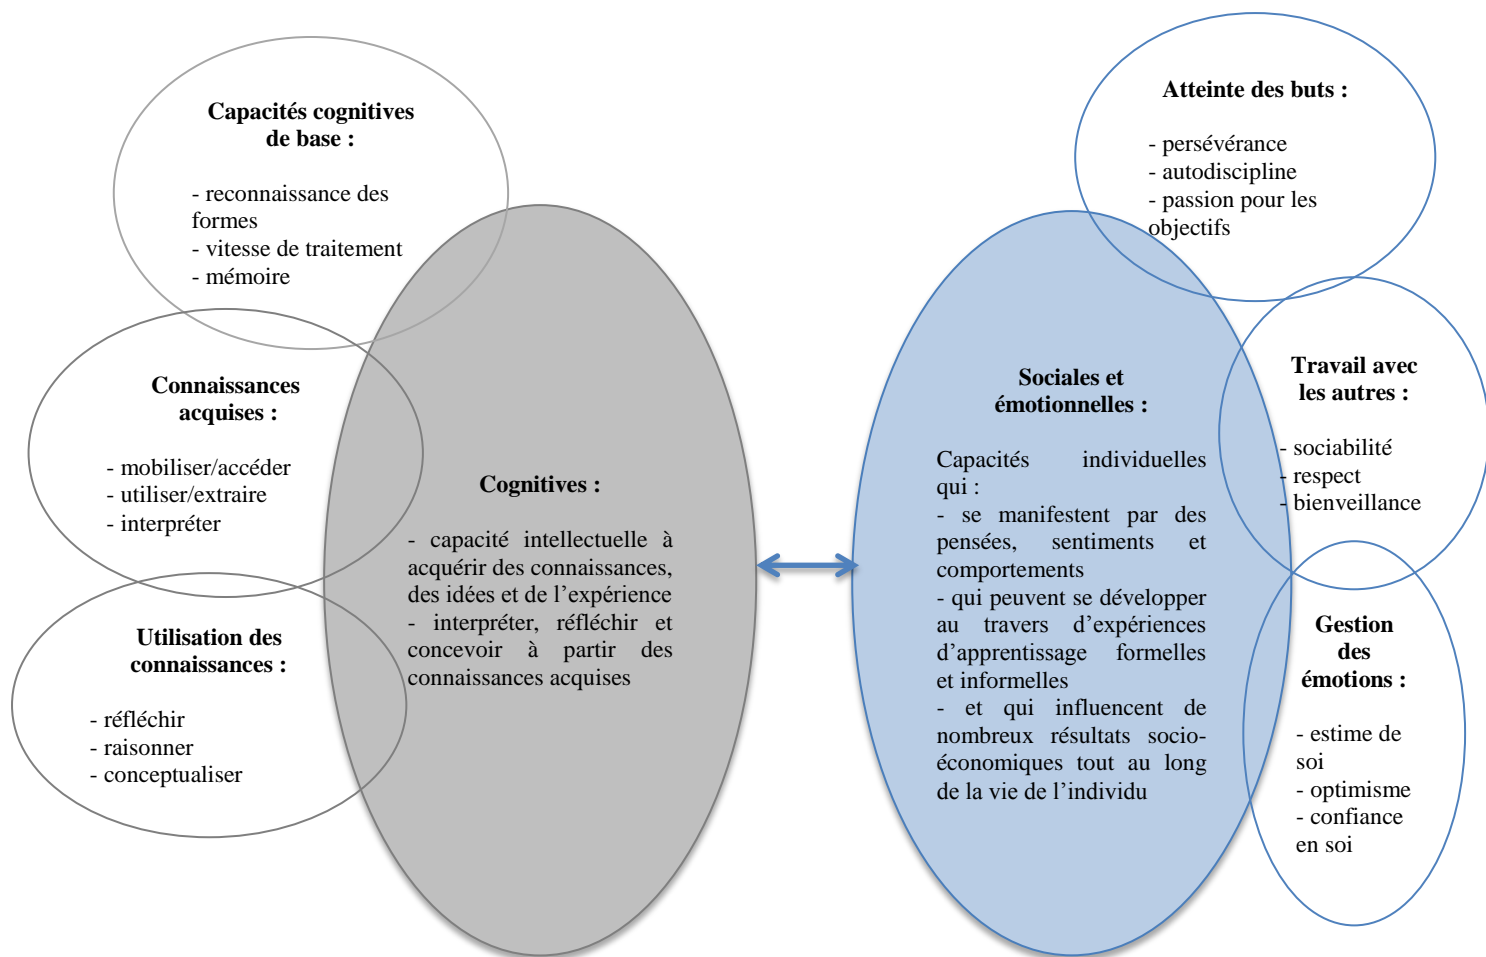 Capacités cognitives
de base :
- reconnaissance des
formes
- vitesse de traitement
- mémoire
Connaissances
acquises :
- mobiliser/accéder
- utiliser/extraire
- interpréter
Utilisation des
connaissances :
- réfléchir
- raisonner
- conceptualiser
Cognitives :
- capacité intellectuelle à
acquérir des connaissances,
des idées et de l’expérience
- interpréter, réfléchir et
concevoir à partir des
connaissances acquises
Sociales et
émotionnelles :
Capacités individuelles
qui :
- se manifestent par des
pensées, sentiments et
comportements
- qui peuvent se développer
au travers d’expériences
d’apprentissage formelles
et informelles
- et qui influencent de
nombreux résultats socio-
économiques tout au long
de la vie de l’individu
Atteinte des buts :
- persévérance
- autodiscipline
- passion pour les
objectifs
Travail avec
les autres :
- sociabilité
- respect
- bienveillance
Gestion
des
émotions :
- estime de
soi
- optimisme
- confiance
en soi